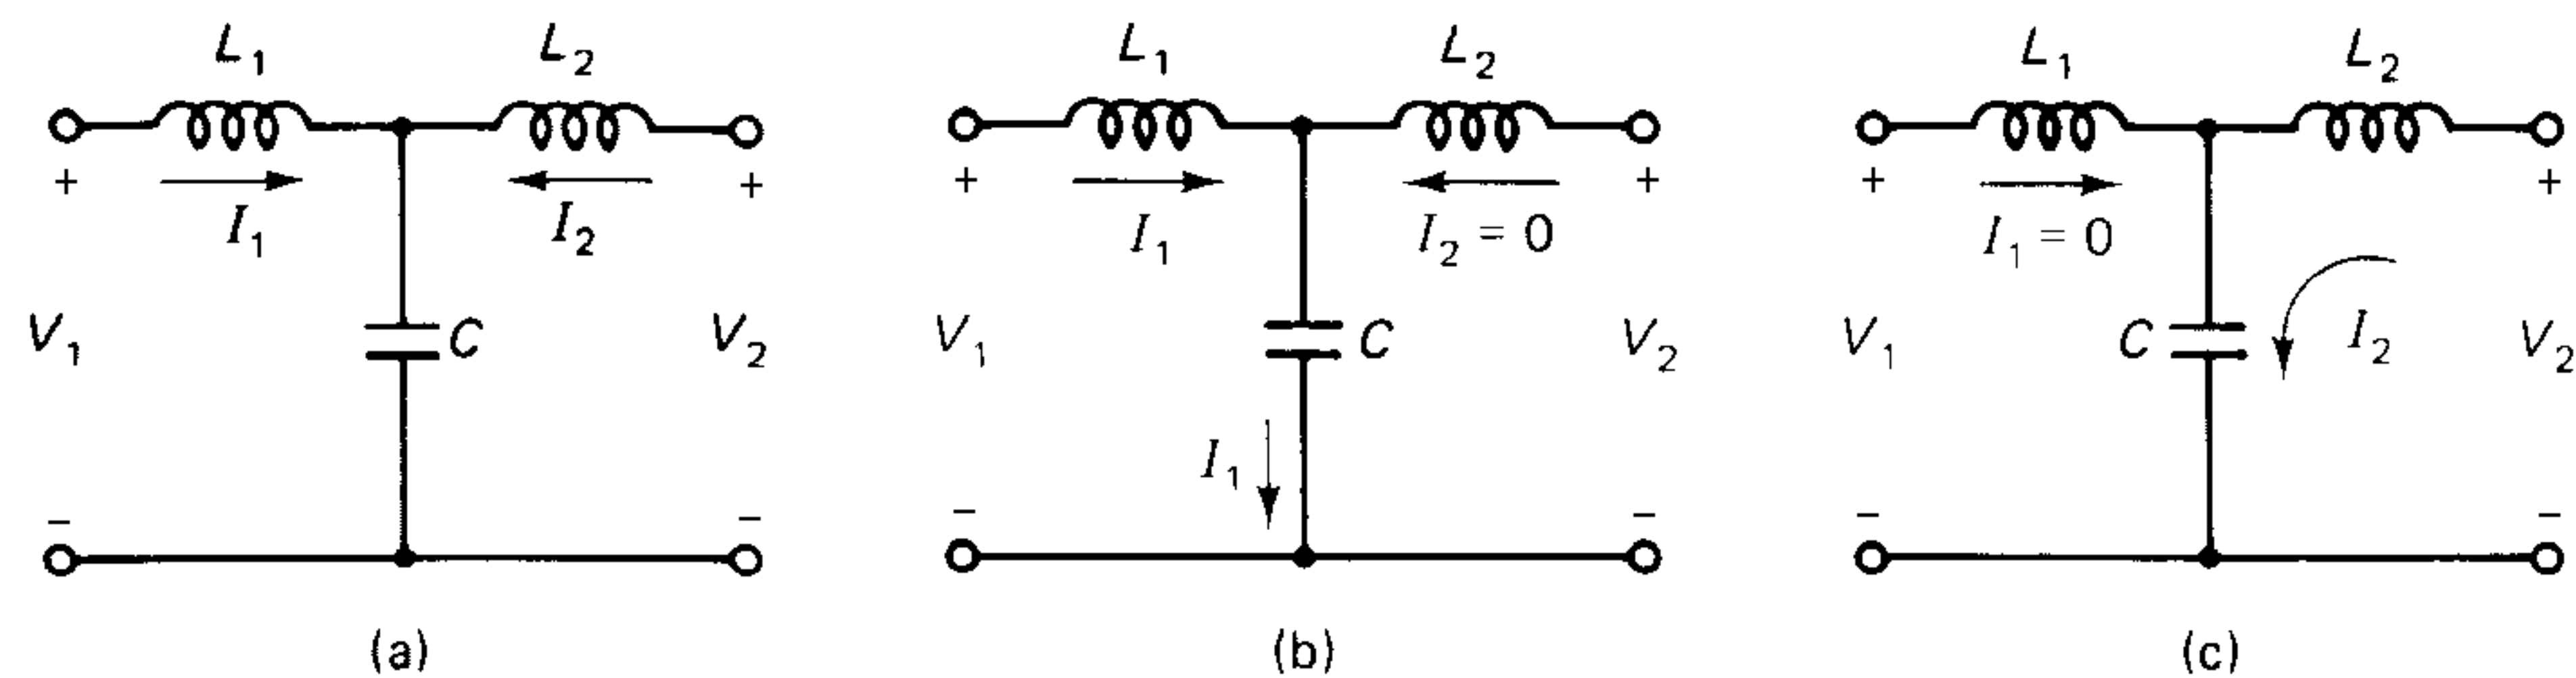 L1 L2
+ I1 I2 +
V1 C V2
− −
(a)
L1 L2
+ I1 I2 = 0 +
V1 C V2
I1
− −
(b)
L1 L2
+ I1 = 0 +
V1 C I2 V2
− −
(c)